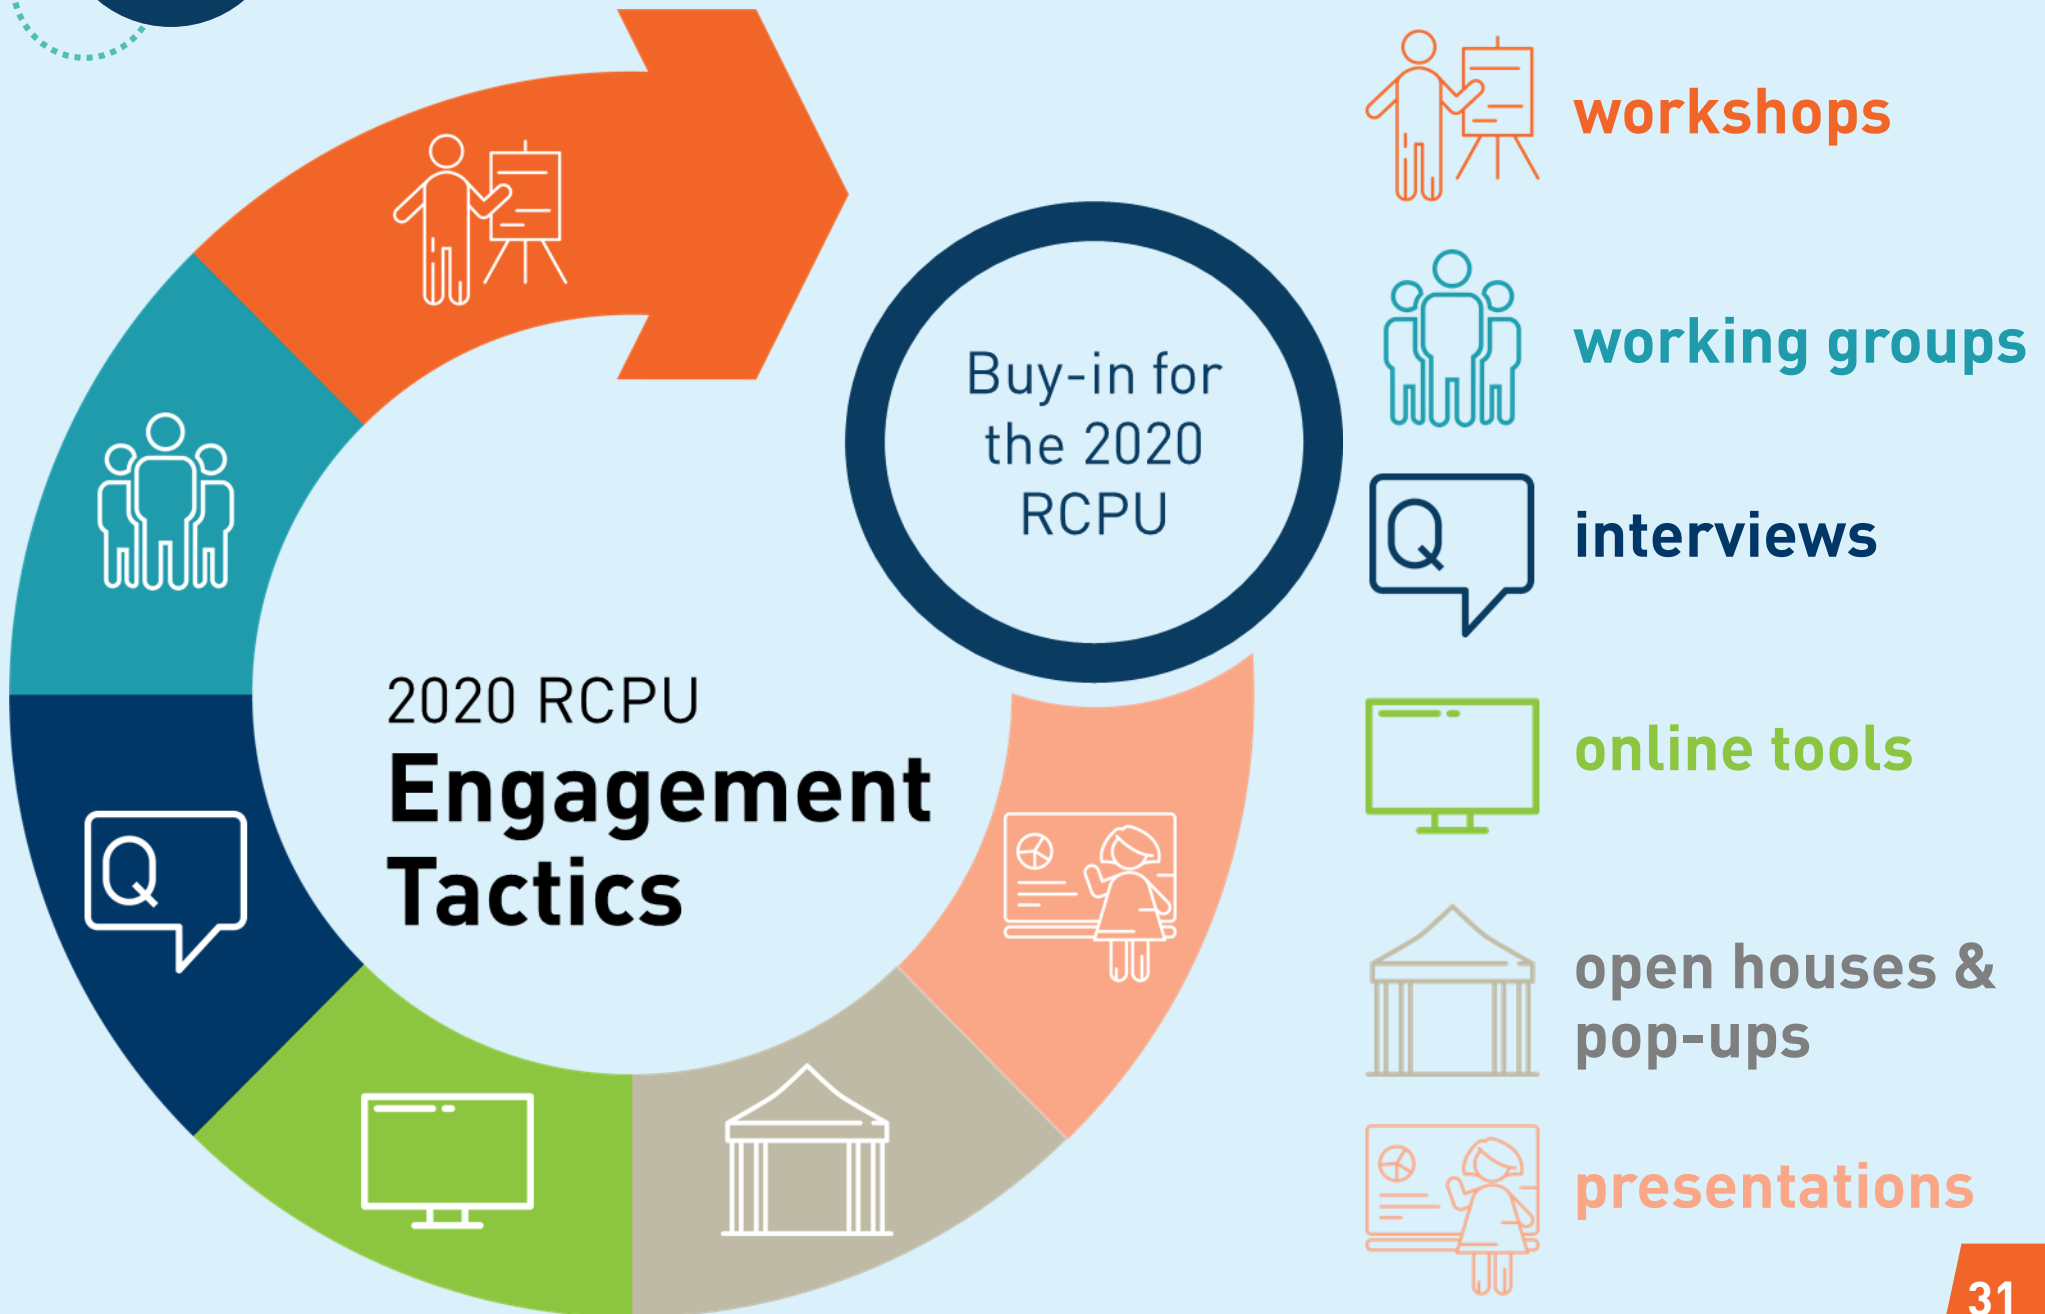 Buy-in for
the 2020
RCPU
2020 RCPU
Engagement
Tactics
Q
workshops
working groups
Q
interviews
online tools
open houses &
pop-ups
presentations
31